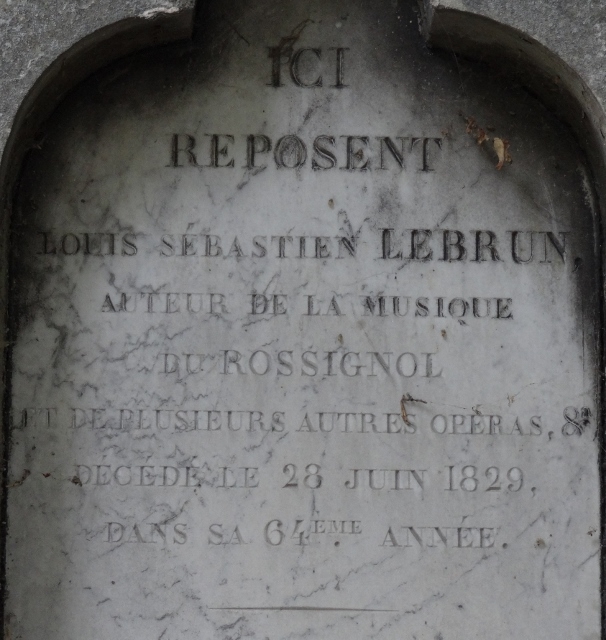 ICI
REPOSENT
LOUIS SÉBASTIEN LEBRUN,
AUTEUR DE LA MUSIQUE
DU ROSSIGNOL
ET DE PLUSIEURS AUTRES OPÉRAS, &ª
DÉCÉDÉ LE 28 JUIN 1829.
DANS SA 64ÈME ANNÉE.